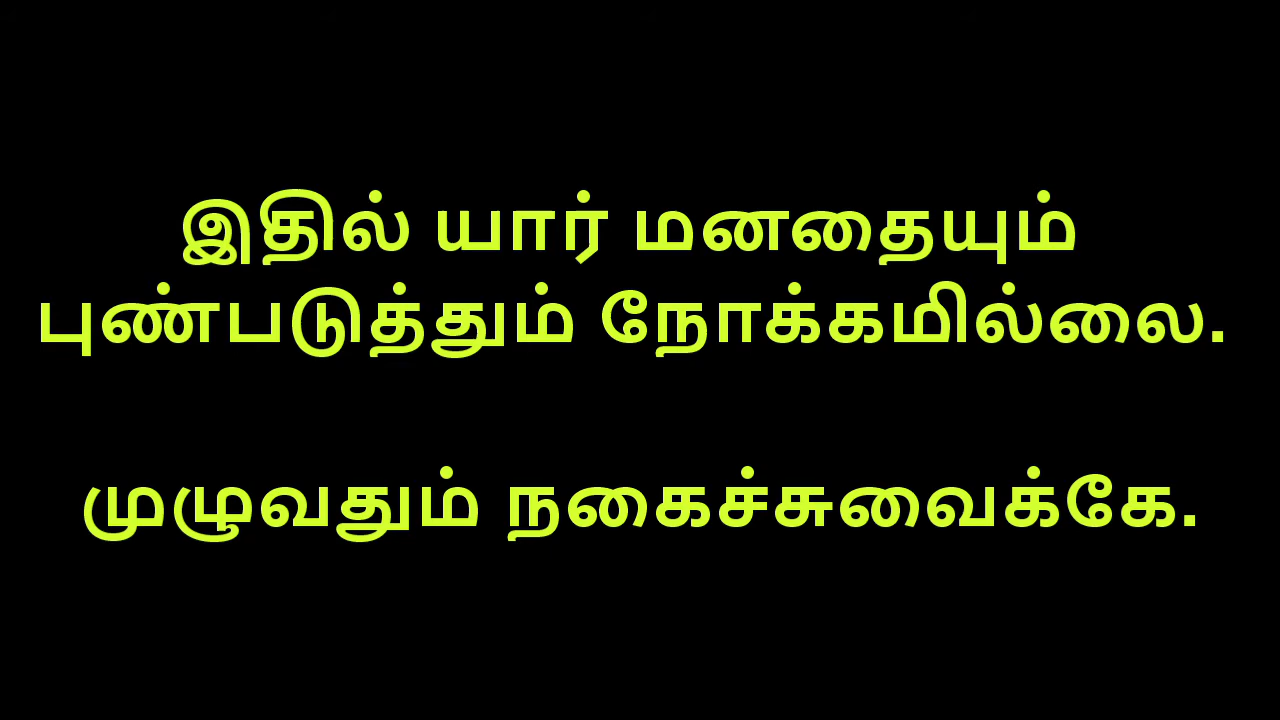 இதில் யார் மனதையும்
புண்படுத்தும் நோக்கமில்லை.
முழுவதும் நகைச்சுவைக்கே.